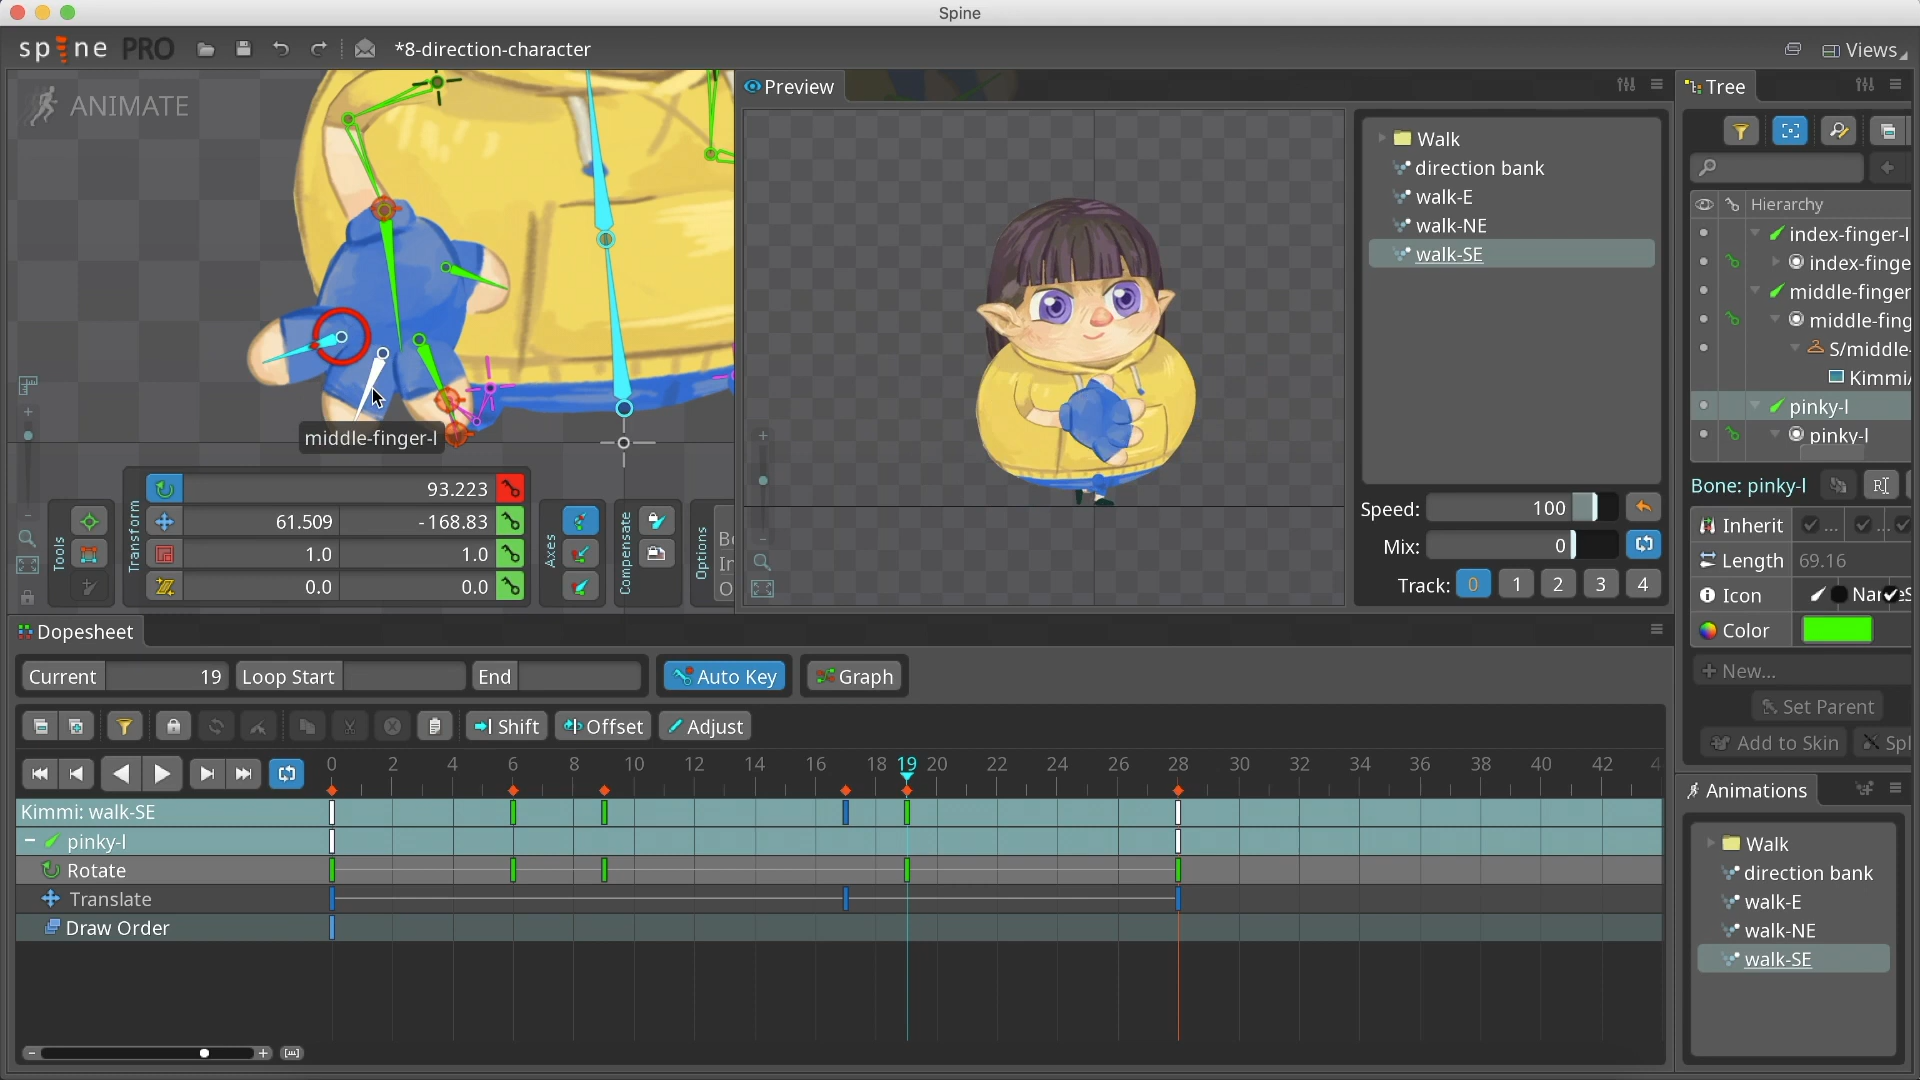 Spine
spine PRO
*8-direction-character
Views
ANIMATE
middle-finger-l
Tools
Transform
93.223
61.509 -168.83
1.0 1.0
0.0 0.0
Axes
Compensate
Options
Preview
Walk
direction bank
walk-E
walk-NE
walk-SE
Speed: 100
Mix: 0
Track: 0 1 2 3 4
Tree
Hierarchy
index-finger-l
index-finge
middle-finger
middle-fing
S/middle-
Kimmi/
pinky-l
pinky-l
Bone: pinky-l
Inherit
Length 69.16
Icon
Color
New...
Set Parent
Add to Skin Spl
Dopesheet
Current 19 Loop Start End Auto Key Graph
Shift Offset Adjust
0 2 4 6 8 10 12 14 16 18 19 20 22 24 26 28 30 32 34 36 38 40 42 4
Kimmi: walk-SE
pinky-l
Rotate
Translate
Draw Order
Animations
Walk
direction bank
walk-E
walk-NE
walk-SE